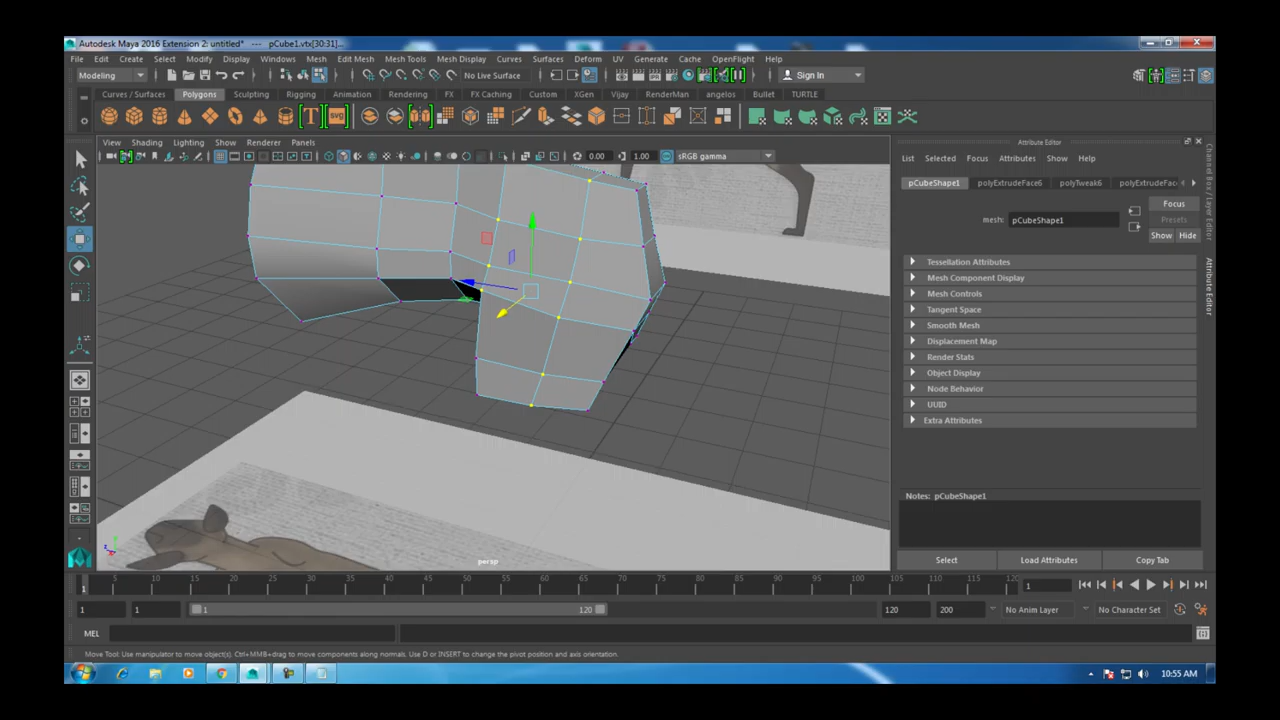 Autodesk Maya 2016 Extension 2: untitled* --- pCube1.vtx[30:31]...
File Edit Create Select Modify Display Windows Mesh Edit Mesh Mesh Tools Mesh Display Curves Surfaces Deform UV Generate Cache OpenFlight Help
Modeling No Live Surface Sign In
Curves / Surfaces Polygons Sculpting Rigging Animation Rendering FX FX Caching Custom XGen Vijay RenderMan angelos Bullet TURTLE
T svg
View Shading Lighting Show Renderer Panels
0.00 1.00 sRGB gamma
Attribute Editor
List Selected Focus Attributes Show Help
pCubeShape1 polyExtrudeFace6 polyTweak6 polyExtrudeFac
Focus
Presets
Show Hide
mesh: pCubeShape1
Tessellation Attributes
Mesh Component Display
Mesh Controls
Tangent Space
Smooth Mesh
Displacement Map
Render Stats
Object Display
Node Behavior
UUID
Extra Attributes
Notes: pCubeShape1
Select Load Attributes Copy Tab
Channel Box / Layer Editor
Attribute Editor
persp
5 10 15 20 25 30 35 40 45 50 55 60 65 70 75 80 85 90 95 100 105 110 115 120
1 1
1 1 1 120 120 200 No Anim Layer No Character Set
MEL
Move Tool: Use manipulator to move object(s). Ctrl+MMB+drag to move components along normals. Use D or INSERT to change the pivot position and axis orientation.
10:55 AM